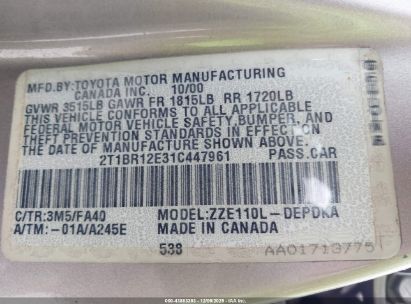 MFD.BY:TOYOTA MOTOR MANUFACTURING
CANADA INC. 10/00
GVWR 3515LB GAWR FR 1815LB RR 1720LB
THIS VEHICLE CONFORMS TO ALL APPLICABLE
FEDERAL MOTOR VEHICLE SAFETY,BUMPER, AND
THEFT PREVENTION STANDARDS IN EFFECT ON
THE DATE OF MANUFACTURE SHOWN ABOVE.
2T1BR12E31C447961 PASS.CAR
C/TR:3M5/FA40 MODEL:ZZE110L-DEPDKA
A/TM:-01A/A245E MADE IN CANADA
538 AA01713775